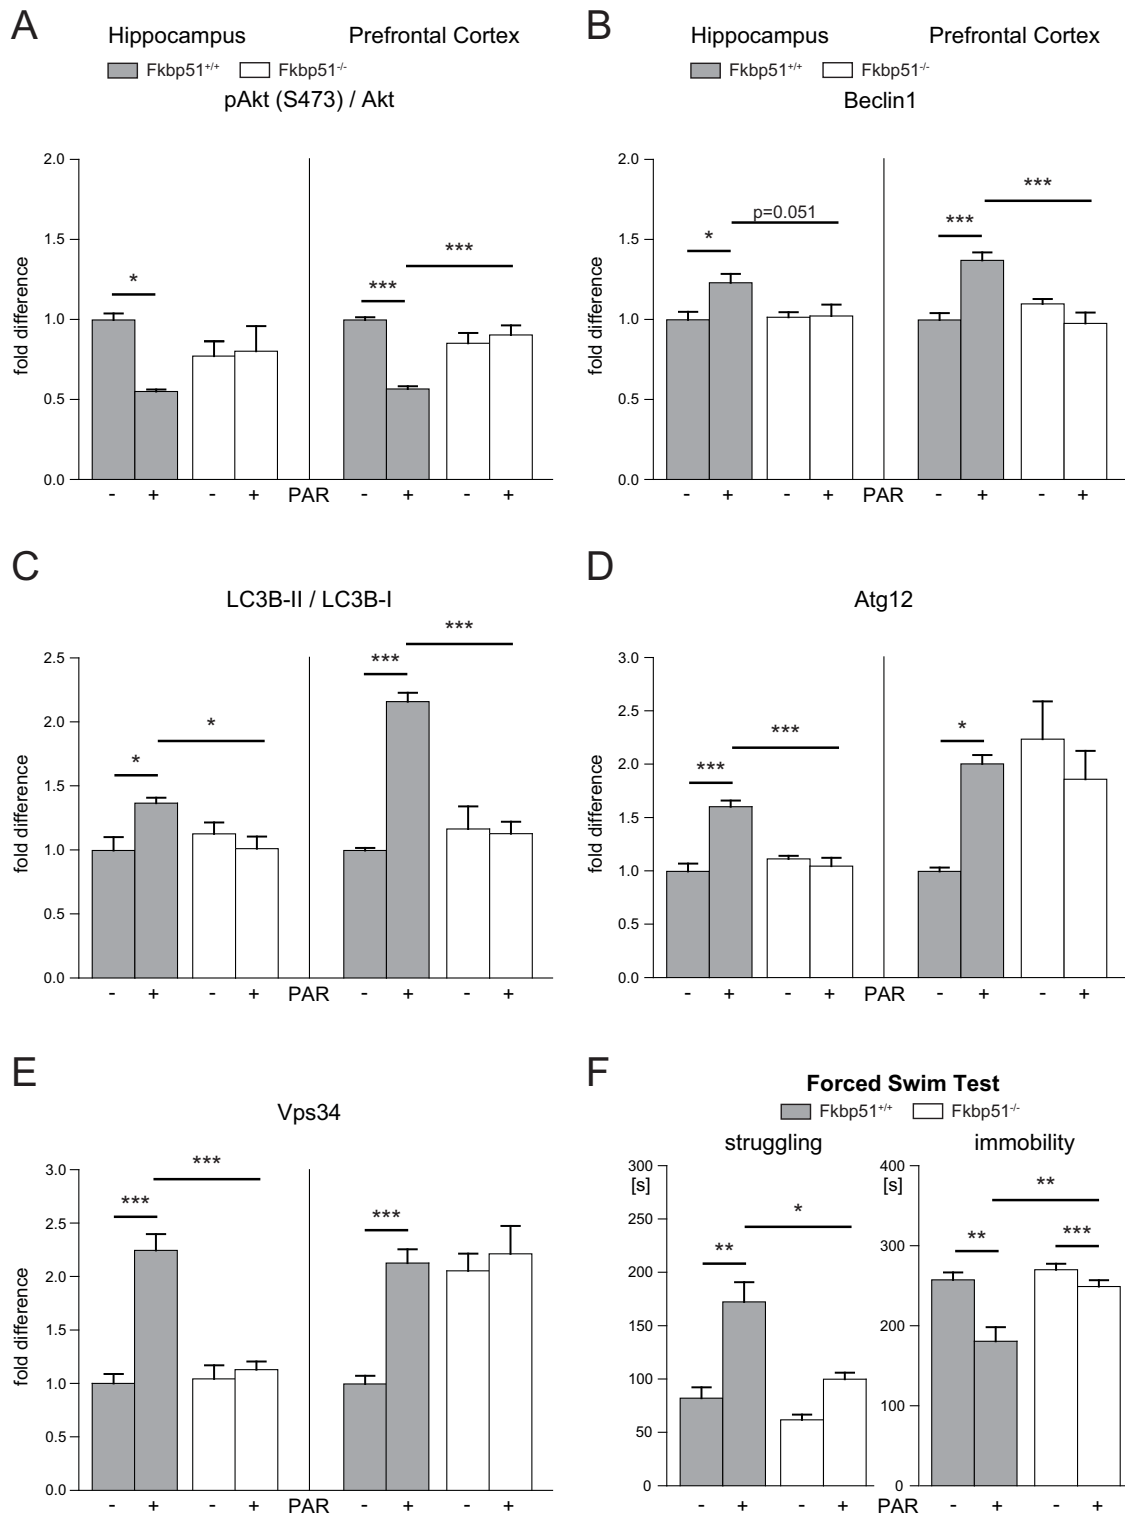 A
Hippocampus Prefrontal Cortex
Fkbp51+/+ Fkbp51-/-
pAkt (S473) / Akt
2.0
1.5
1.0
0.5
0.0
fold difference
*
***
***
- + - + PAR - + - +
B
Hippocampus Prefrontal Cortex
Fkbp51+/+ Fkbp51-/-
Beclin1
2.0
1.5
1.0
0.5
0.0
fold difference
*
p=0.051
***
***
- + - + PAR - + - +
C
LC3B-II / LC3B-I
2.5
2.0
1.5
1.0
0.5
0.0
fold difference
*
*
***
***
- + - + PAR - + - +
D
Atg12
3.0
2.5
2.0
1.5
1.0
0.5
0.0
fold difference
***
***
*
- + - + PAR - + - +
E
Vps34
3.0
2.5
2.0
1.5
1.0
0.5
0.0
fold difference
***
***
***
- + - + PAR - + - +
F
Forced Swim Test
Fkbp51+/+ Fkbp51-/-
struggling
300
[s]
250
200
150
100
50
0
**
*
immobility
400
[s]
300
200
100
0
**
**
***
- + - + PAR - + - +